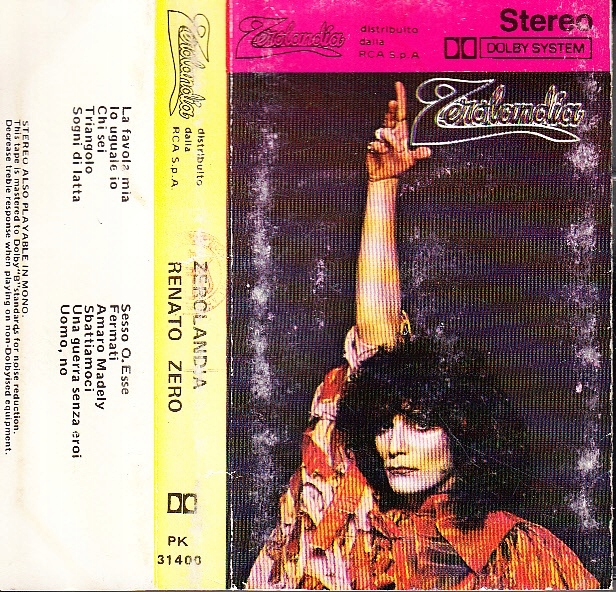 Zerolandia
distribuito
dalla
RCA S.p.A.
Stereo
DOLBY SYSTEM
Zerolandia
Zerolandia
distribuito
dalla
RCA S.p.A.
ZEROLANDIA
RENATO ZERO
PK
31400
La favola mia
Io uguale io
Chi sei
Triangolo
Sogni di latta
Sesso O. Esse
Fermati
Amaro Madely
Sbattiamoci
Una guerra senza eroi
Uomo, no
STEREO ALSO PLAYABLE IN MONO.
This tape is mastered to Dolby "B" standards for noise reduction.
Decrease treble response when playing on non-Dolbyised equipment.